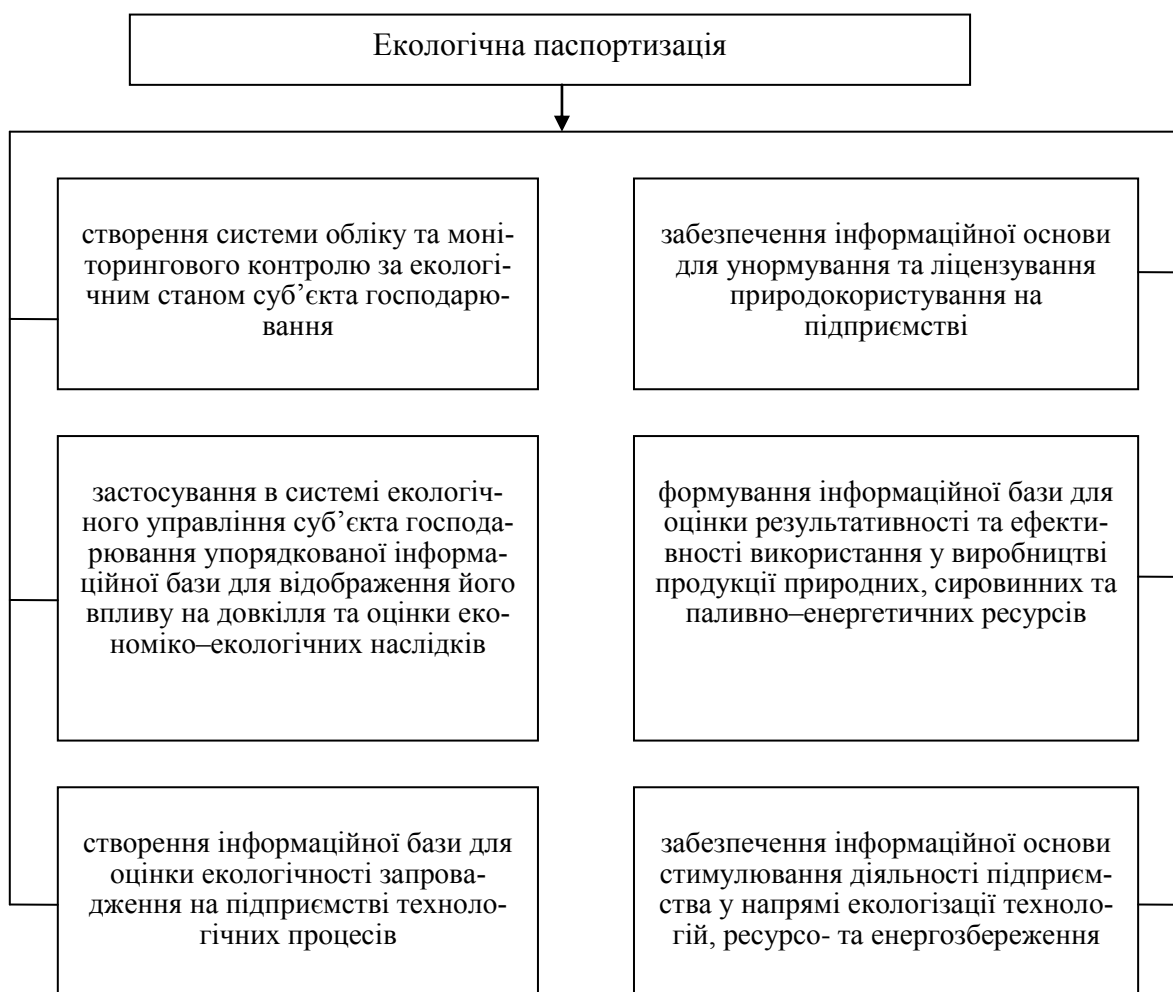 Екологічна паспортизація
створення системи обліку та моні-
торингового контролю за екологі-
чним станом суб’єкта господарю-
вання
забезпечення інформаційної основи
для унормування та ліцензування
природокористування на
підприємстві
застосування в системі екологіч-
ного управління суб’єкта господа-
рювання упорядкованої інформа-
ційної бази для відображення його
впливу на довкілля та оцінки еко-
номіко–екологічних наслідків
формування інформаційної бази для
оцінки результативності та ефекти-
вності використання у виробництві
продукції природних, сировинних та
паливно–енергетичних ресурсів
створення інформаційної бази для
оцінки екологічності запрова-
дження на підприємстві техноло-
гічних процесів
забезпечення інформаційної основи
стимулювання діяльності підприєм-
ства у напрямі екологізації техноло-
гій, ресурсо- та енергозбереження